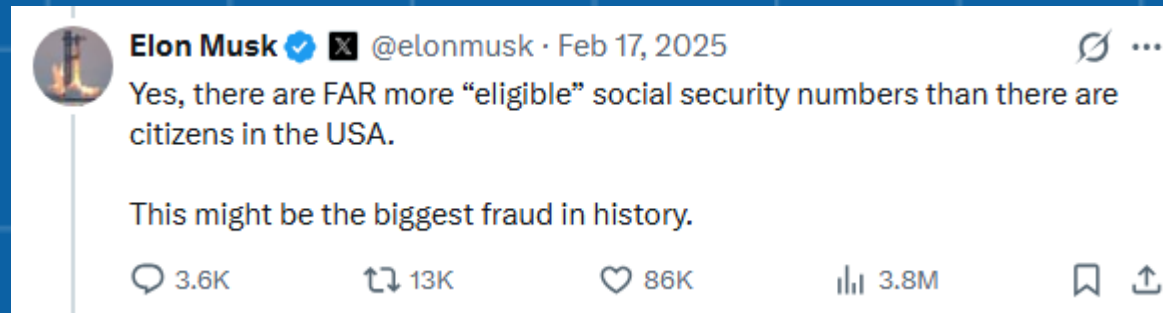 Elon Musk @elonmusk · Feb 17, 2025
Yes, there are FAR more “eligible” social security numbers than there are
citizens in the USA.
This might be the biggest fraud in history.
3.6K 13K 86K 3.8M